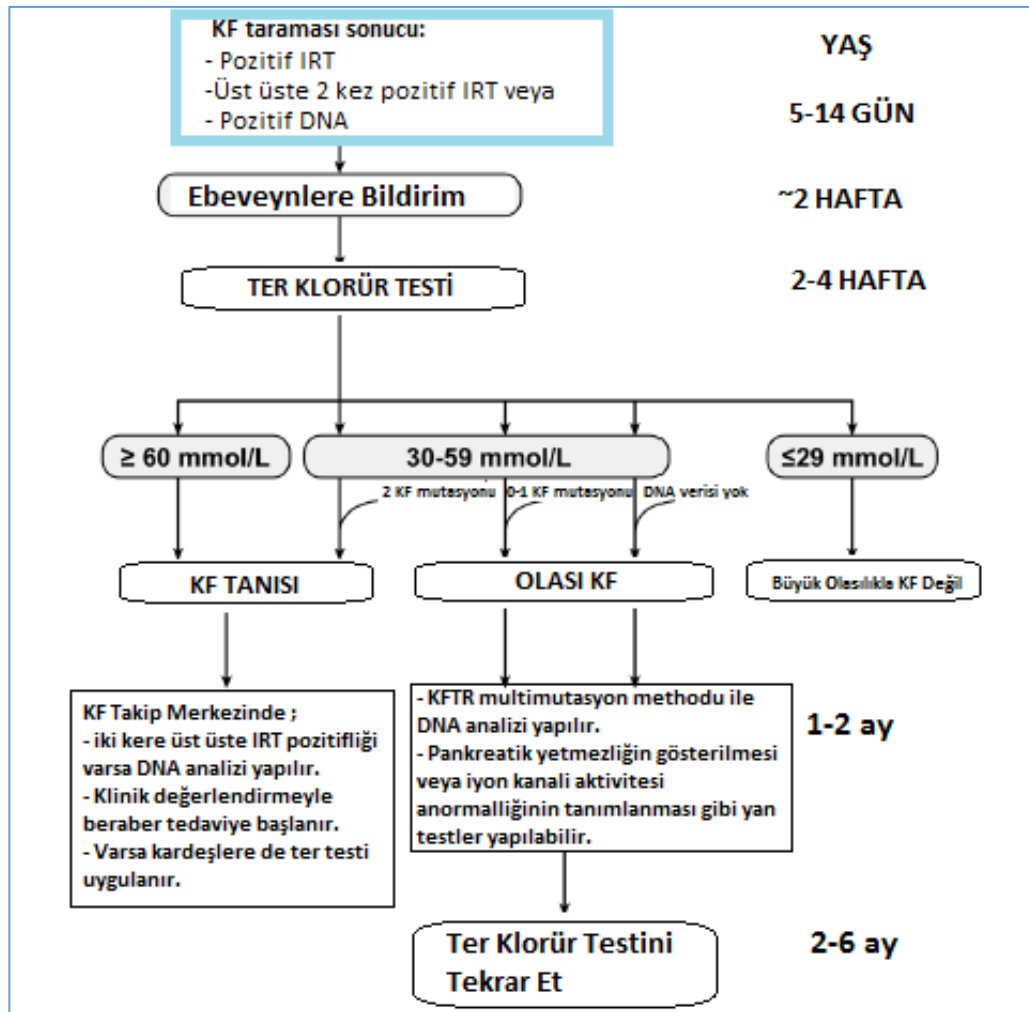 KF taraması sonucu:
- Pozitif IRT
-Üst üste 2 kez pozitif IRT veya
- Pozitif DNA
YAŞ
5-14 GÜN
Ebeveynlere Bildirim
~2 HAFTA
TER KLORÜR TESTİ
2-4 HAFTA
≥ 60 mmol/L
30-59 mmol/L
≤29 mmol/L
2 KF mutasyonu
0-1 KF mutasyonu
DNA verisi yok
KF TANISI
OLASI KF
Büyük Olasılıkla KF Değil
KF Takip Merkezinde ;
- iki kere üst üste IRT pozitifliği
varsa DNA analizi yapılır.
- Klinik değerlendirmeyle
beraber tedaviye başlanır.
- Varsa kardeşlere de ter testi
uygulanır.
- KFTR multimutasyon methodu ile
DNA analizi yapılır.
- Pankreatik yetmezliğin gösterilmesi
veya iyon kanali aktivitesi
anormalliğinin tanımlanması gibi yan
testler yapılabilir.
1-2 ay
Ter Klorür Testini
Tekrar Et
2-6 ay